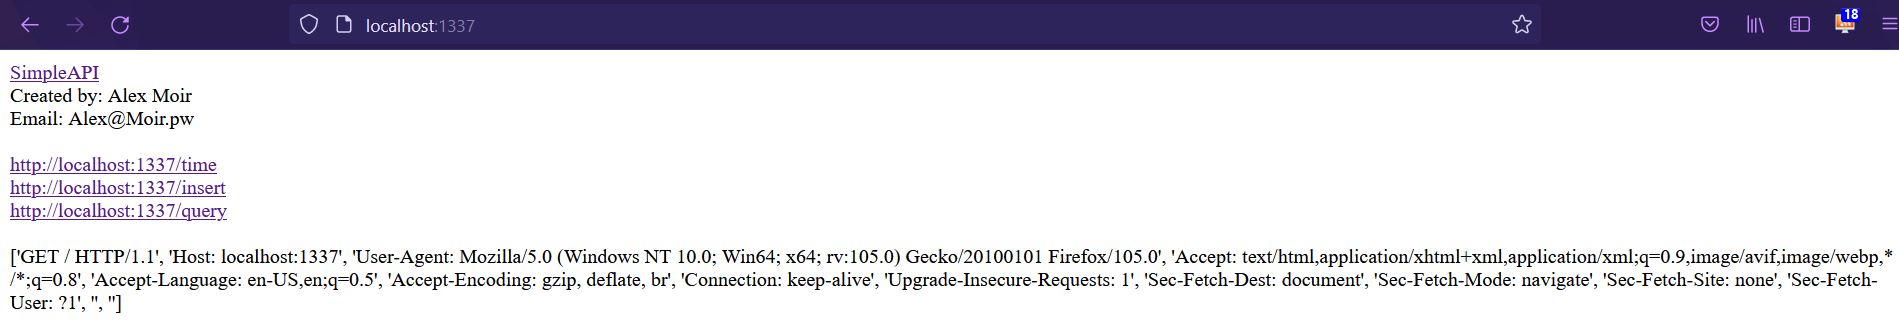 localhost:1337
18
SimpleAPI
Created by: Alex Moir
Email: Alex@Moir.pw
http://localhost:1337/time
http://localhost:1337/insert
http://localhost:1337/query
['GET / HTTP/1.1', 'Host: localhost:1337', 'User-Agent: Mozilla/5.0 (Windows NT 10.0; Win64; x64; rv:105.0) Gecko/20100101 Firefox/105.0', 'Accept: text/html,application/xhtml+xml,application/xml;q=0.9,image/avif,image/webp,*
/*;q=0.8', 'Accept-Language: en-US,en;q=0.5', 'Accept-Encoding: gzip, deflate, br', 'Connection: keep-alive', 'Upgrade-Insecure-Requests: 1', 'Sec-Fetch-Dest: document', 'Sec-Fetch-Mode: navigate', 'Sec-Fetch-Site: none', 'Sec-Fetch-
User: ?1', '', '']